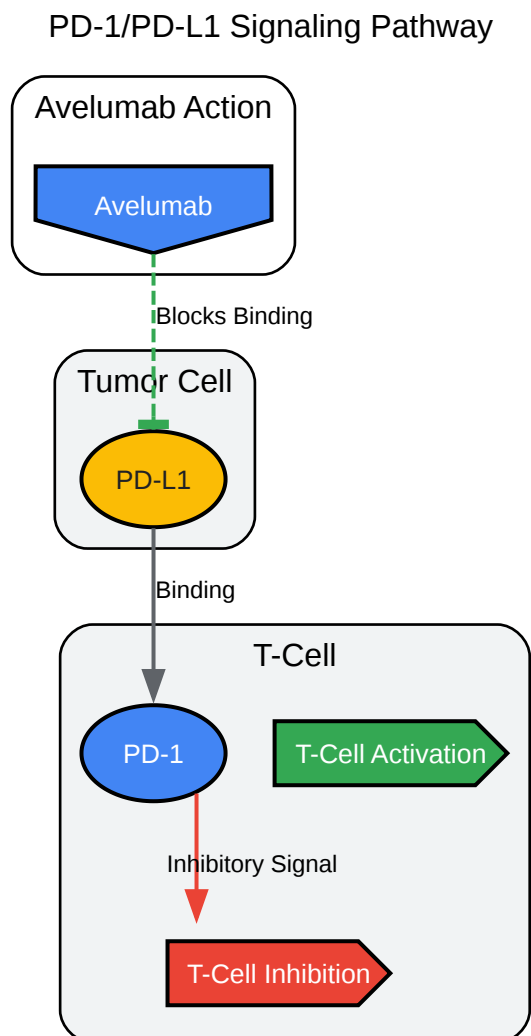 PD-1/PD-L1 Signaling Pathway
Avelumab Action
Avelumab
Blocks Binding
Tumor Cell
PD-L1
Binding
T-Cell
PD-1
T-Cell Activation
Inhibitory Signal
T-Cell Inhibition